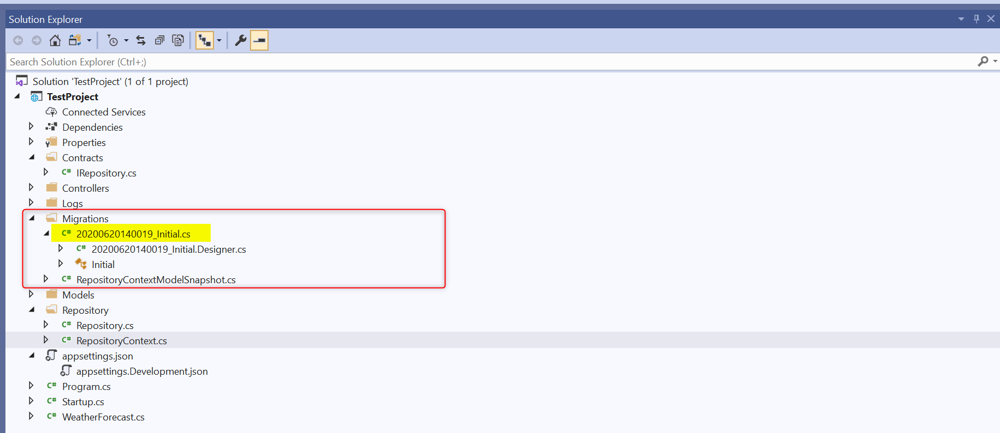 Solution Explorer
Search Solution Explorer (Ctrl+;)
Solution 'TestProject' (1 of 1 project)
TestProject
Connected Services
Dependencies
Properties
Contracts
C# IRepository.cs
Controllers
Logs
Migrations
C# 20200620140019_Initial.cs
C# 20200620140019_Initial.Designer.cs
Initial
C# RepositoryContextModelSnapshot.cs
Models
Repository
C# Repository.cs
C# RepositoryContext.cs
appsettings.json
appsettings.Development.json
C# Program.cs
C# Startup.cs
C# WeatherForecast.cs